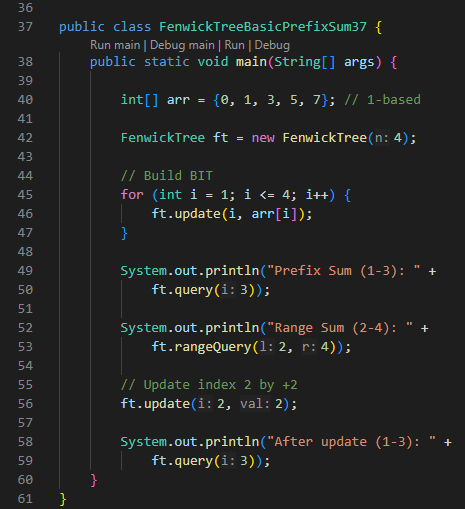 36
37 public class FenwickTreeBasicPrefixSum37 {
Run main | Debug main | Run | Debug
38 public static void main(String[] args) {
39
40 int[] arr = {0, 1, 3, 5, 7}; // 1-based
41
42 FenwickTree ft = new FenwickTree(n: 4);
43
44 // Build BIT
45 for (int i = 1; i <= 4; i++) {
46 ft.update(i, arr[i]);
47 }
48
49 System.out.println("Prefix Sum (1-3): " +
50 ft.query(i: 3));
51
52 System.out.println("Range Sum (2-4): " +
53 ft.rangeQuery(l: 2, r: 4));
54
55 // Update index 2 by +2
56 ft.update(i: 2, val: 2);
57
58 System.out.println("After update (1-3): " +
59 ft.query(i: 3));
60 }
61 }